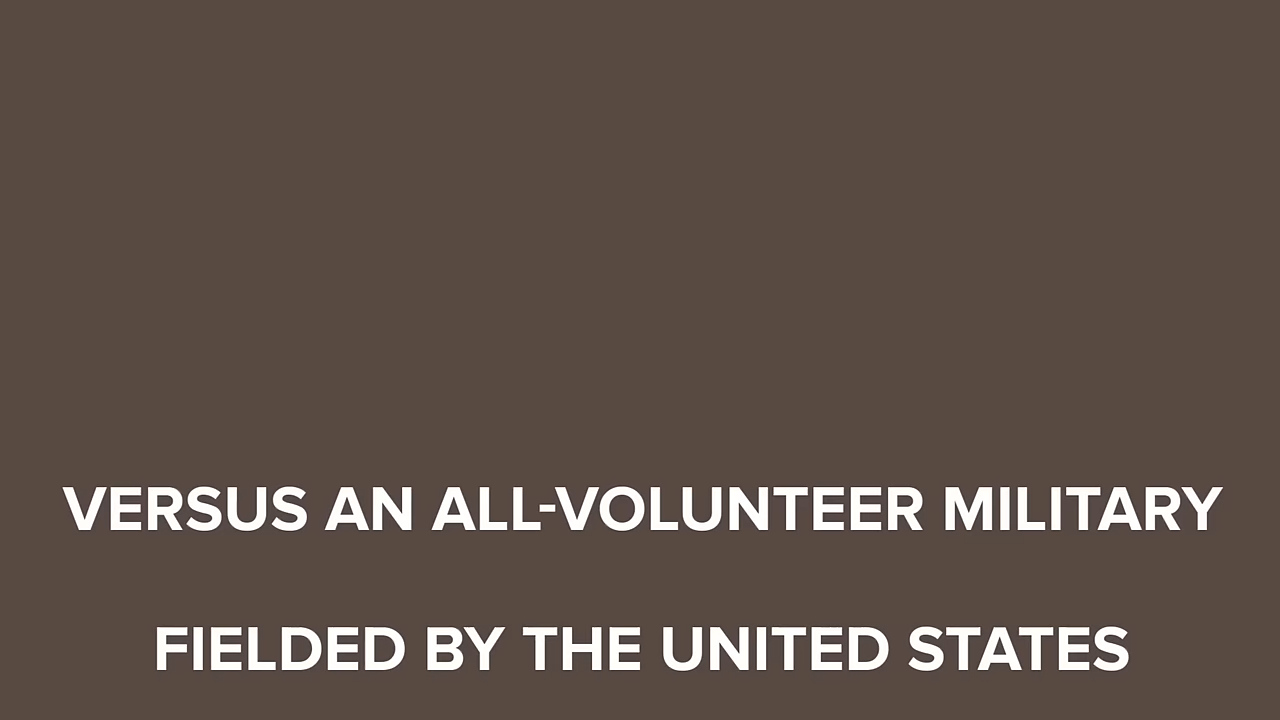 VERSUS AN ALL-VOLUNTEER MILITARY
FIELDED BY THE UNITED STATES